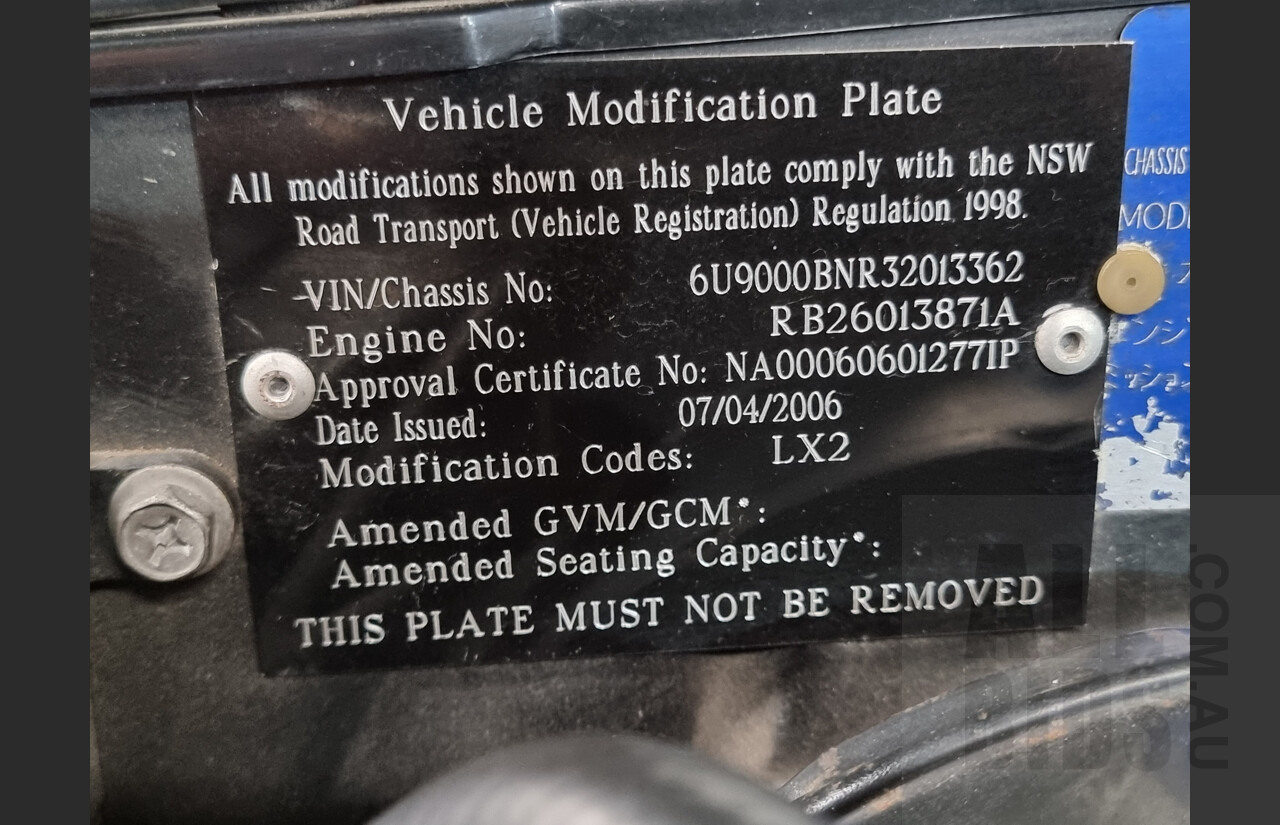 Vehicle Modification Plate
All modifications shown on this plate comply with the NSW
Road Transport (Vehicle Registration) Regulation 1998.
VIN/Chassis No: 6U9000BNR32013362
Engine No: RB26013871A
Approval Certificate No: NA00060601277IP
Date Issued: 07/04/2006
Modification Codes: LX2
Amended GVM/GCM*:
Amended Seating Capacity*:
THIS PLATE MUST NOT BE REMOVED
CHASSIS
ALL
BIDS
.COM.AU